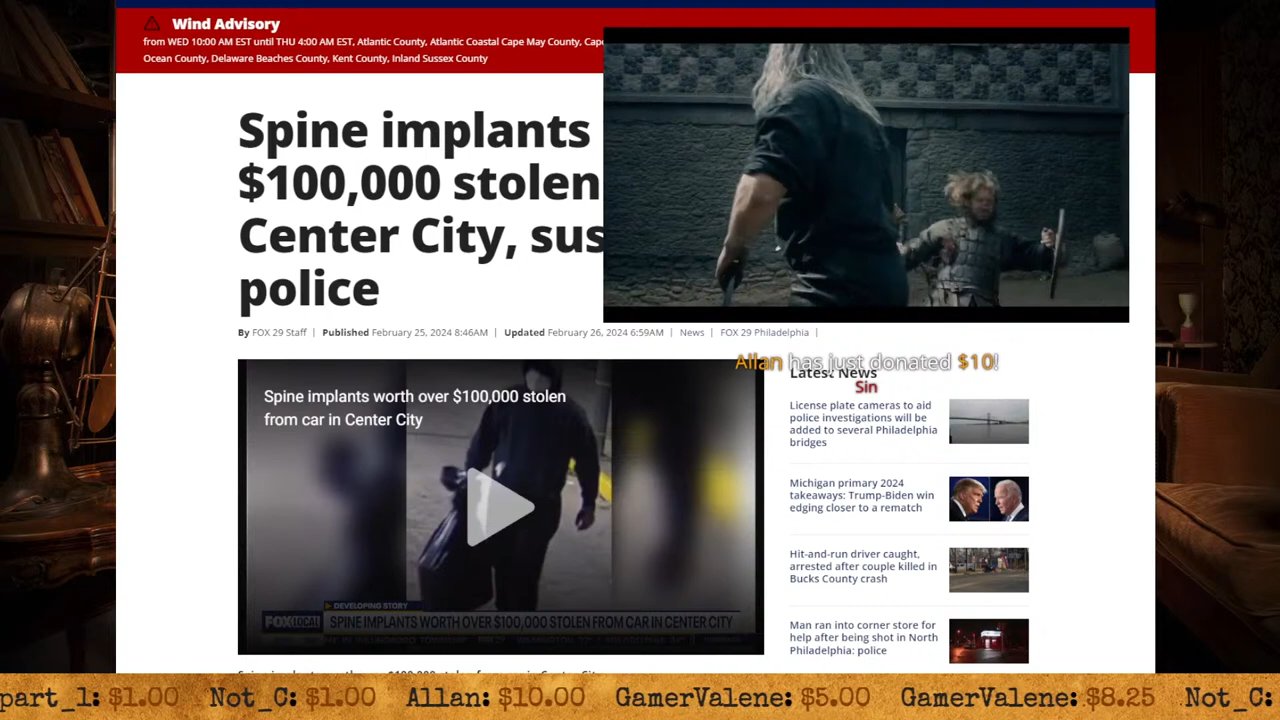 Wind Advisory
from WED 10:00 AM EST until THU 4:00 AM EST, Atlantic County, Atlantic Coastal Cape May County, Cape
Ocean County, Delaware Beaches County, Kent County, Inland Sussex County
Spine implants
$100,000 stolen
Center City, sus
police
By FOX 29 Staff | Published February 25, 2024 8:46AM | Updated February 26, 2024 6:59AM | News | FOX 29 Philadelphia |
Spine implants worth over $100,000 stolen
from car in Center City
DEVELOPING STORY
FOX LOCAL
SPINE IMPLANTS WORTH OVER $100,000 STOLEN FROM CAR IN CENTER CITY
Allan has just donated $10!
Latest News
Sin
License plate cameras to aid
police investigations will be
added to several Philadelphia
bridges
Michigan primary 2024
takeaways: Trump-Biden win
edging closer to a rematch
Hit-and-run driver caught,
arrested after couple killed in
Bucks County crash
Man ran into corner store for
help after being shot in North
Philadelphia: police
part_1: $1.00 Not_C: $1.00 Allan: $10.00 GamerValene: $5.00 GamerValene: $8.25 Not_C: